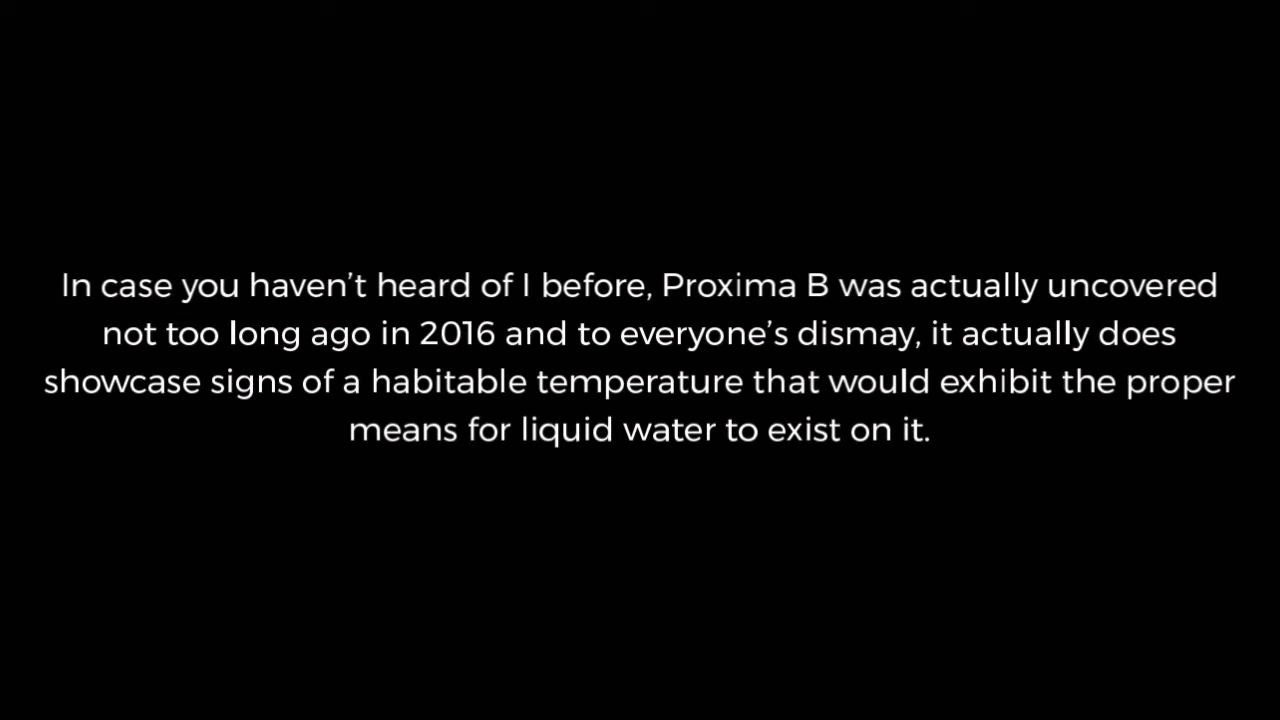 In case you haven’t heard of I before, Proxima B was actually uncovered
not too long ago in 2016 and to everyone’s dismay, it actually does
showcase signs of a habitable temperature that would exhibit the proper
means for liquid water to exist on it.